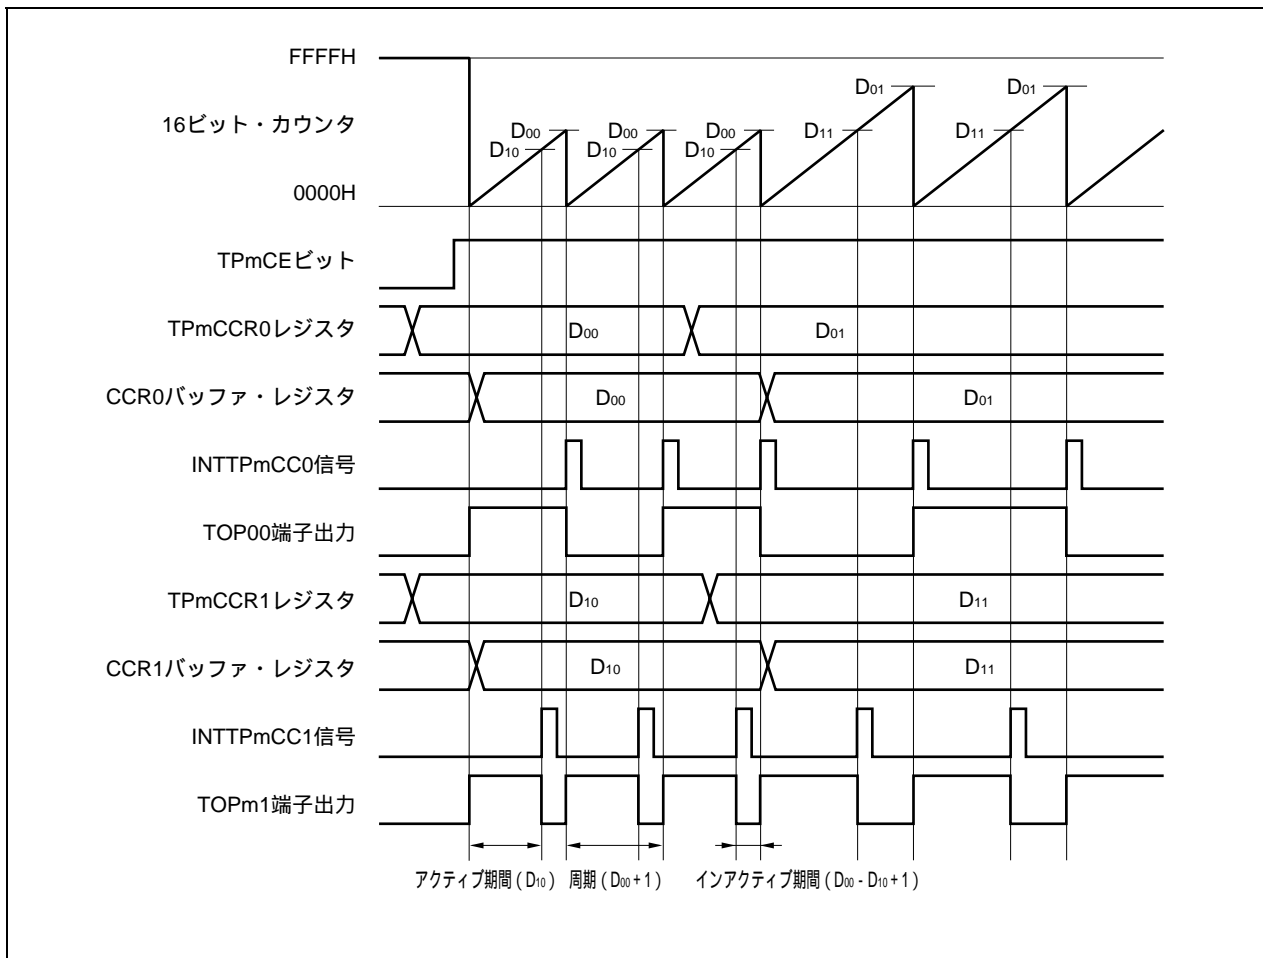 FFFFH
D01 D01
16ビット・カウンタ D00 D00 D00 D11 D11
D10 D10 D10
0000H
TPmCEビット
TPmCCR0レジスタ D00 D01
CCR0バッファ・レジスタ D00 D01
INTTPmCC0信号
TOP00端子出力
TPmCCR1レジスタ D10 D11
CCR1バッファ・レジスタ D10 D11
INTTPmCC1信号
TOPm1端子出力
アクティブ期間(D10) 周期(D00+1) インアクティブ期間(D00 - D10+1)